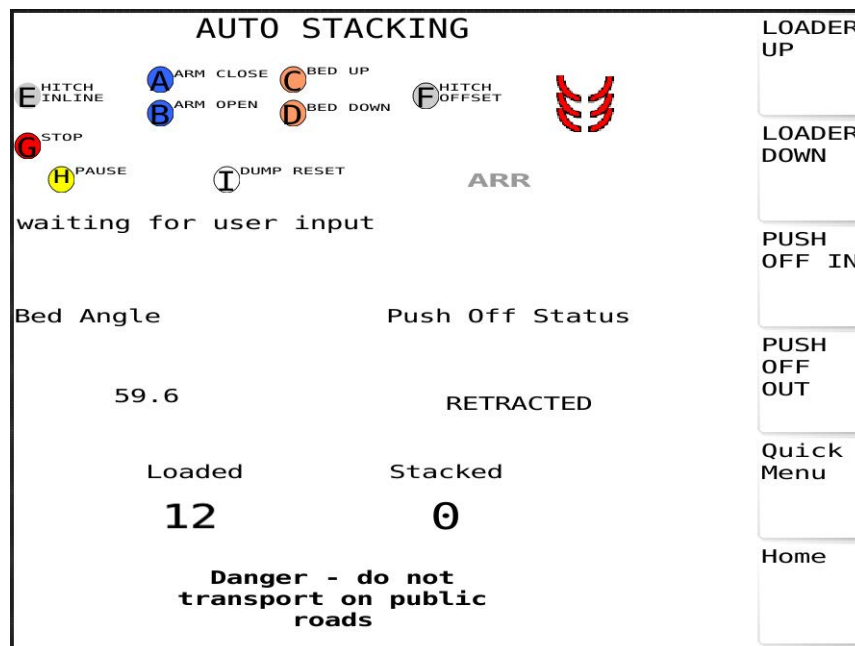 AUTO STACKING
E HITCH INLINE
A ARM CLOSE
C BED UP
F HITCH OFFSET
B ARM OPEN
D BED DOWN
G STOP
H PAUSE
I DUMP RESET
ARR
waiting for user input
Bed Angle
Push Off Status
59.6
RETRACTED
Loaded
Stacked
12
0
Danger - do not
transport on public
roads
LOADER
UP
LOADER
DOWN
PUSH
OFF IN
PUSH
OFF
OUT
Quick
Menu
Home